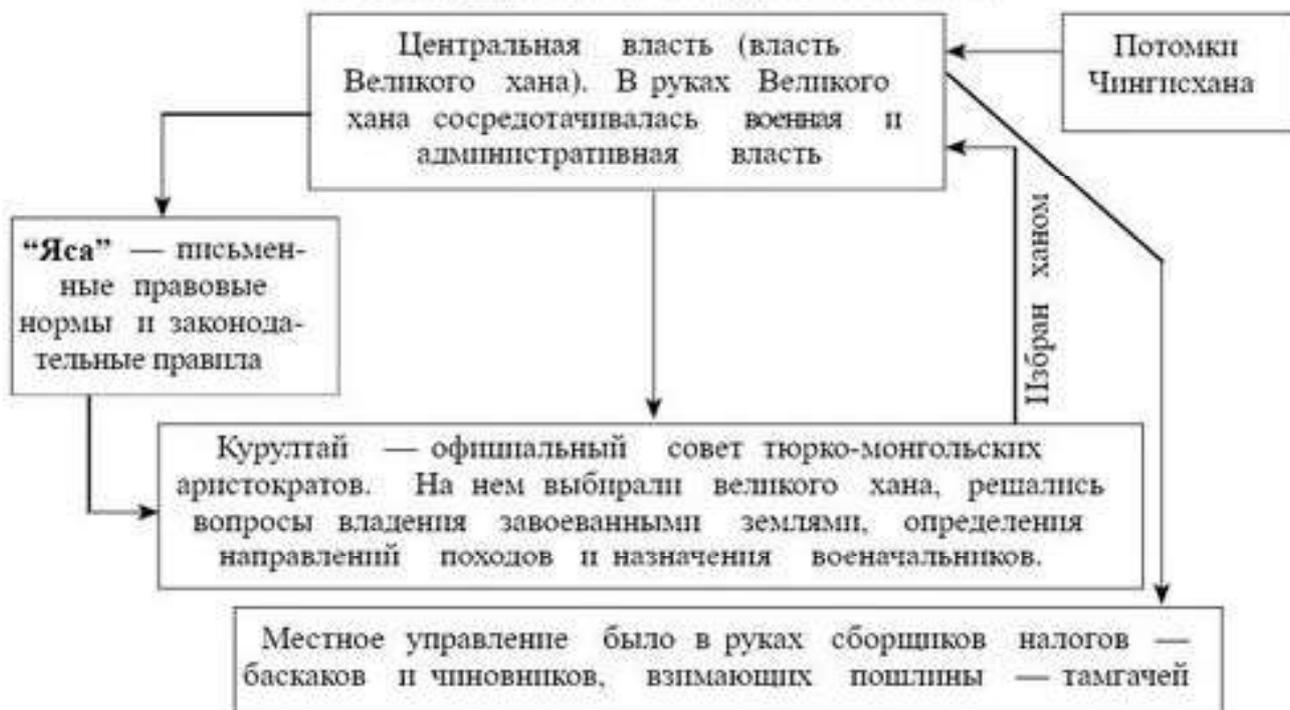 Центральная власть (власть
Великого хана). В руках Великого
хана сосредотачивалась военная и
административная власть
Потомки
Чингисхана
“Яса” — письмен-
ные правовые
нормы и законода-
тельные правила
Избран ханом
Курултай — официальный совет тюрко-монгольских
аристократов. На нем выбирали великого хана, решались
вопросы владения завоеванными землями, определения
направлений походов и назначения военачальников.
Местное управление было в руках сборщиков налогов —
баскаков и чиновников, взимающих пошлины — тамгачей